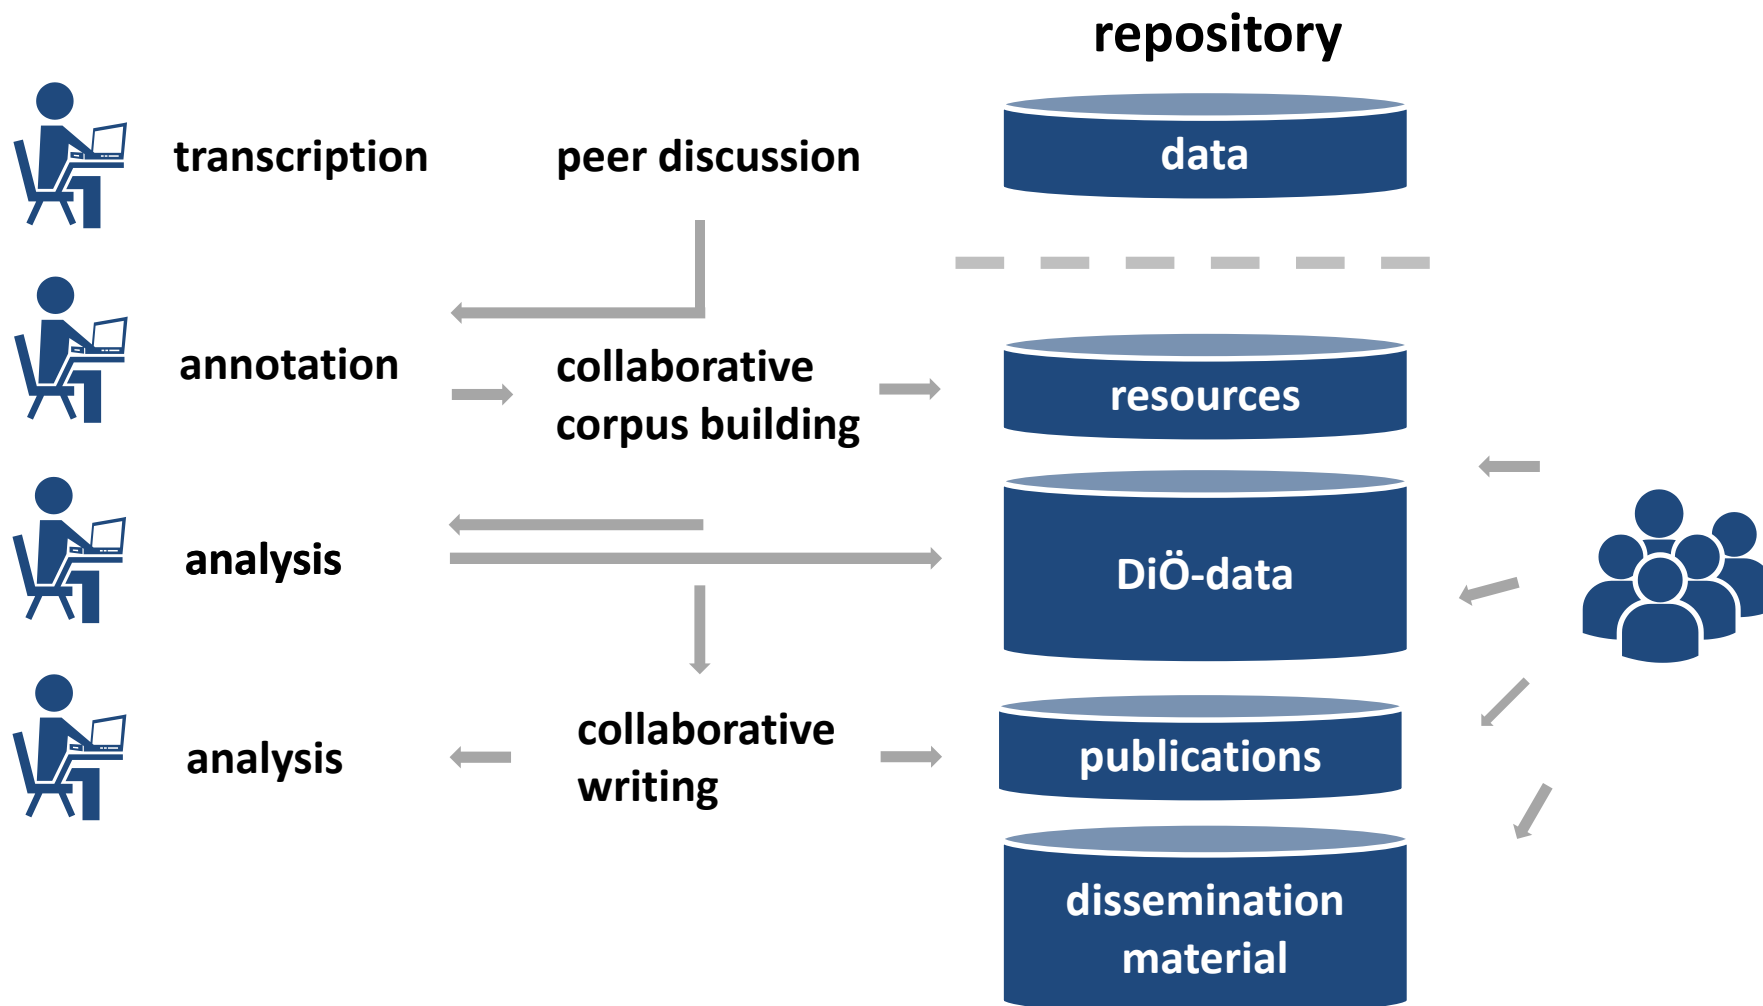 repository
transcription
peer discussion
data
annotation
collaborative
corpus building
resources
analysis
DiÖ-data
analysis
collaborative
writing
publications
dissemination
material